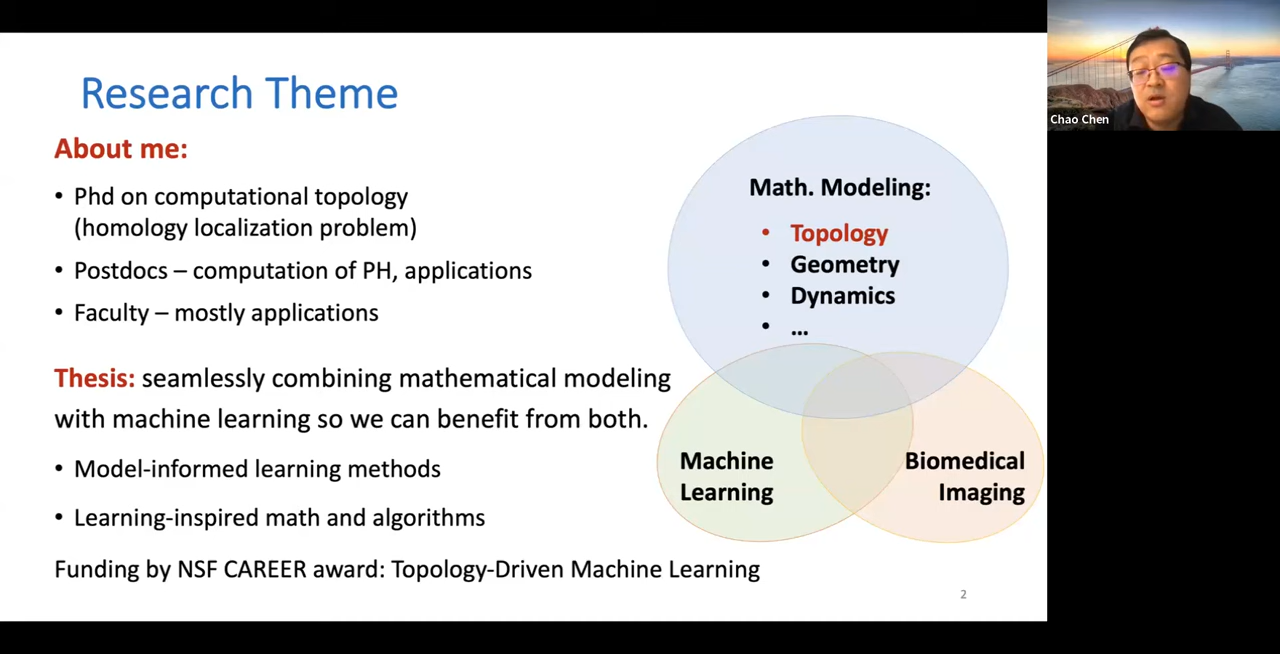 Research Theme
About me:
• Phd on computational topology
(homology localization problem)
• Postdocs – computation of PH, applications
• Faculty – mostly applications
Thesis: seamlessly combining mathematical modeling
with machine learning so we can benefit from both.
• Model-informed learning methods
• Learning-inspired math and algorithms
Funding by NSF CAREER award: Topology-Driven Machine Learning
Math. Modeling:
• Topology
• Geometry
• Dynamics
• ...
Machine
Learning
Biomedical
Imaging
2
Chao Chen